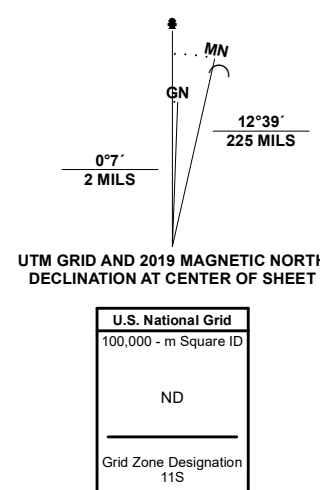 MN
GN
12°39´
225 MILS
0°7´
2 MILS
UTM GRID AND 2019 MAGNETIC NORTH
DECLINATION AT CENTER OF SHEET
U.S. National Grid
100,000 - m Square ID
ND
Grid Zone Designation
11S